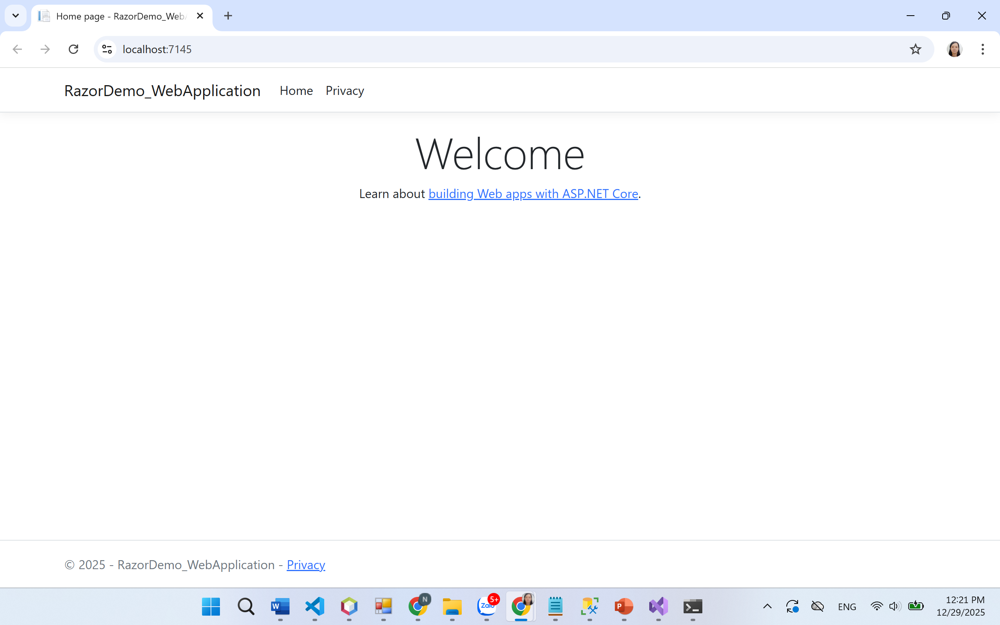 Home page - RazorDemo_Web
localhost:7145
RazorDemo_WebApplication Home Privacy
Welcome
Learn about building Web apps with ASP.NET Core.
© 2025 - RazorDemo_WebApplication - Privacy
N
5+
W
Zalo
P
ENG
12:21 PM
12/29/2025